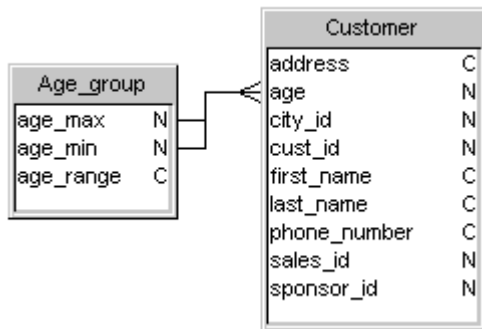 Age_group
age_max N
age_min N
age_range C
Customer
address C
age N
city_id N
cust_id N
first_name C
last_name C
phone_number C
sales_id N
sponsor_id N